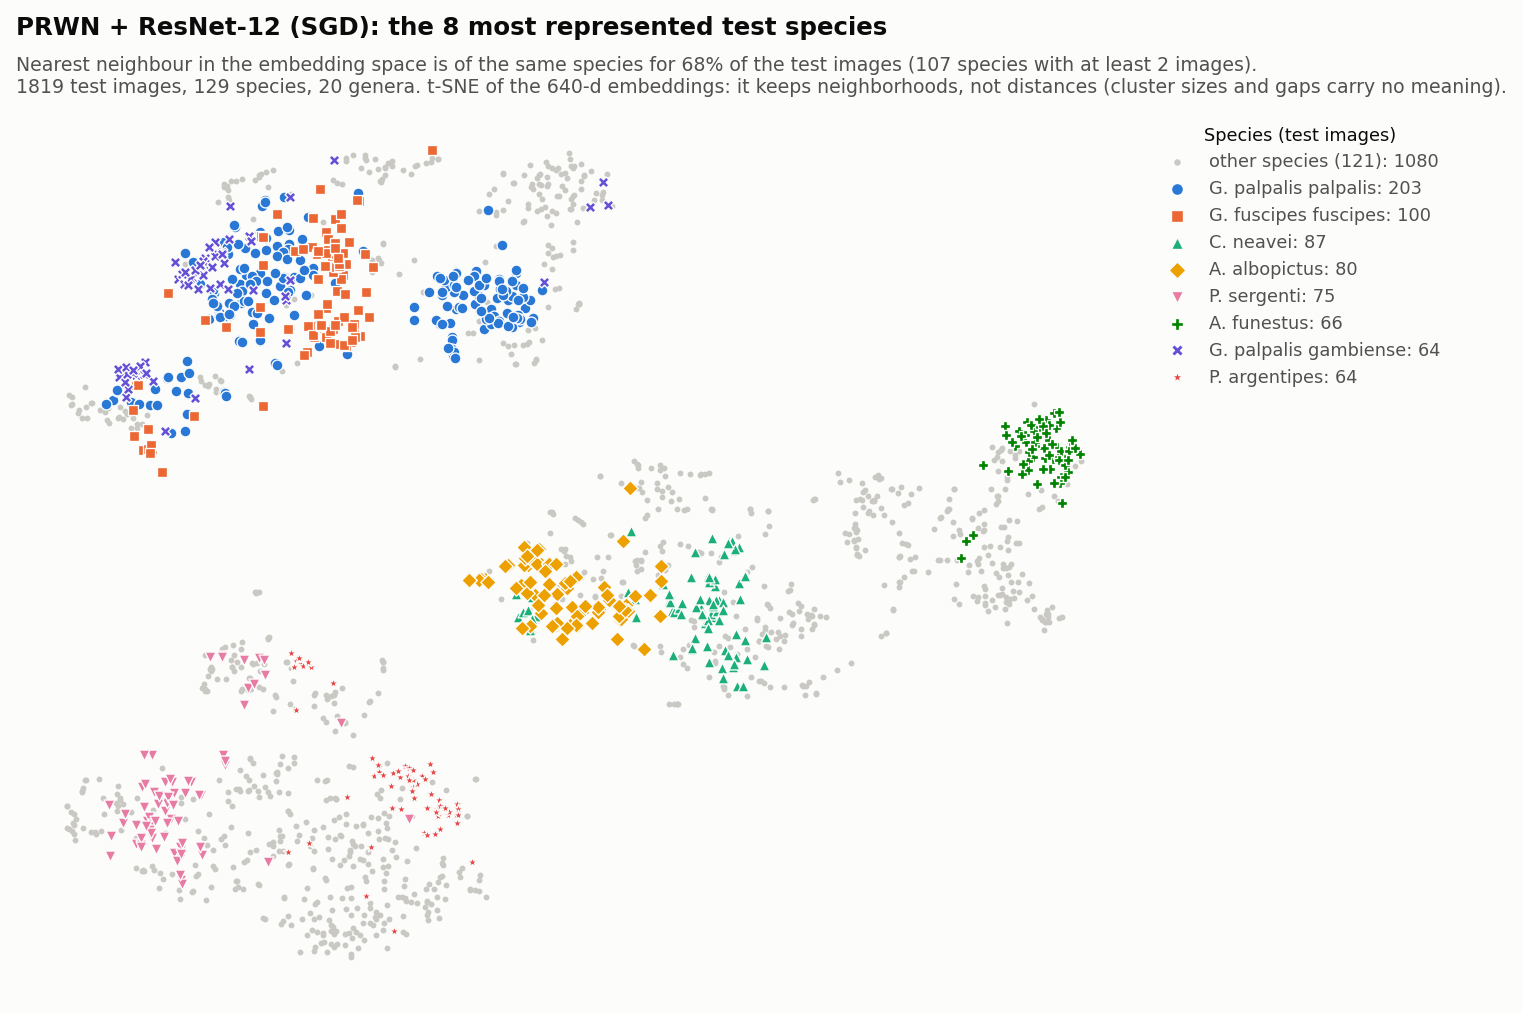 PRWN + ResNet-12 (SGD): the 8 most represented test species
Nearest neighbour in the embedding space is of the same species for 68% of the test images (107 species with at least 2 images).
1819 test images, 129 species, 20 genera. t-SNE of the 640-d embeddings: it keeps neighborhoods, not distances (cluster sizes and gaps carry no meaning).
Species (test images)
other species (121): 1080
G. palpalis palpalis: 203
G. fuscipes fuscipes: 100
C. neavei: 87
A. albopictus: 80
P. sergenti: 75
A. funestus: 66
G. palpalis gambiense: 64
P. argentipes: 64